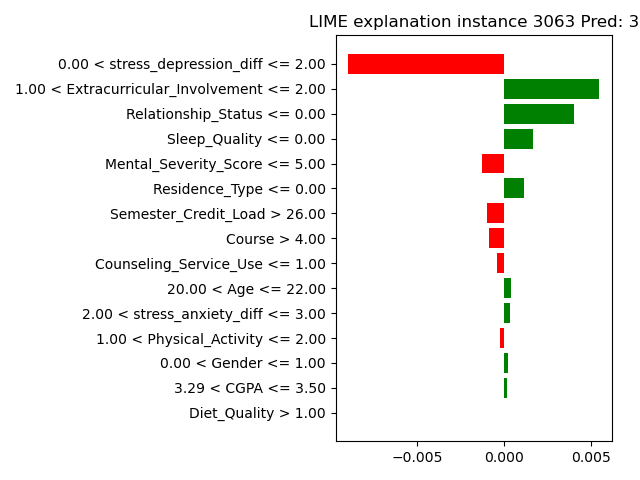 LIME explanation instance 3063 Pred: 3
0.00 < stress_depression_diff <= 2.00
1.00 < Extracurricular_Involvement <= 2.00
Relationship_Status <= 0.00
Sleep_Quality <= 0.00
Mental_Severity_Score <= 5.00
Residence_Type <= 0.00
Semester_Credit_Load > 26.00
Course > 4.00
Counseling_Service_Use <= 1.00
20.00 < Age <= 22.00
2.00 < stress_anxiety_diff <= 3.00
1.00 < Physical_Activity <= 2.00
0.00 < Gender <= 1.00
3.29 < CGPA <= 3.50
Diet_Quality > 1.00
−0.005 0.000 0.005